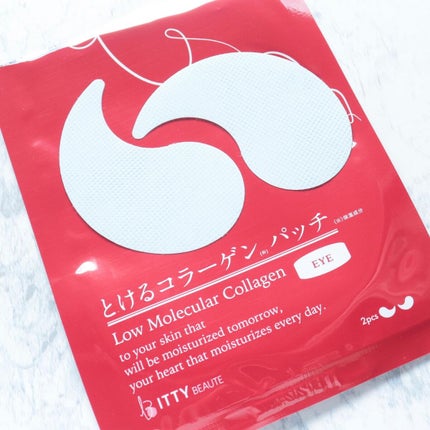 とけるコラーゲン(※)パッチ (※)保湿成分
Low Molecular Collagen EYE
to your skin that
will be moisturized tomorrow,
your heart that moisturizes every day.
2pcs
BITTY BEAUTE